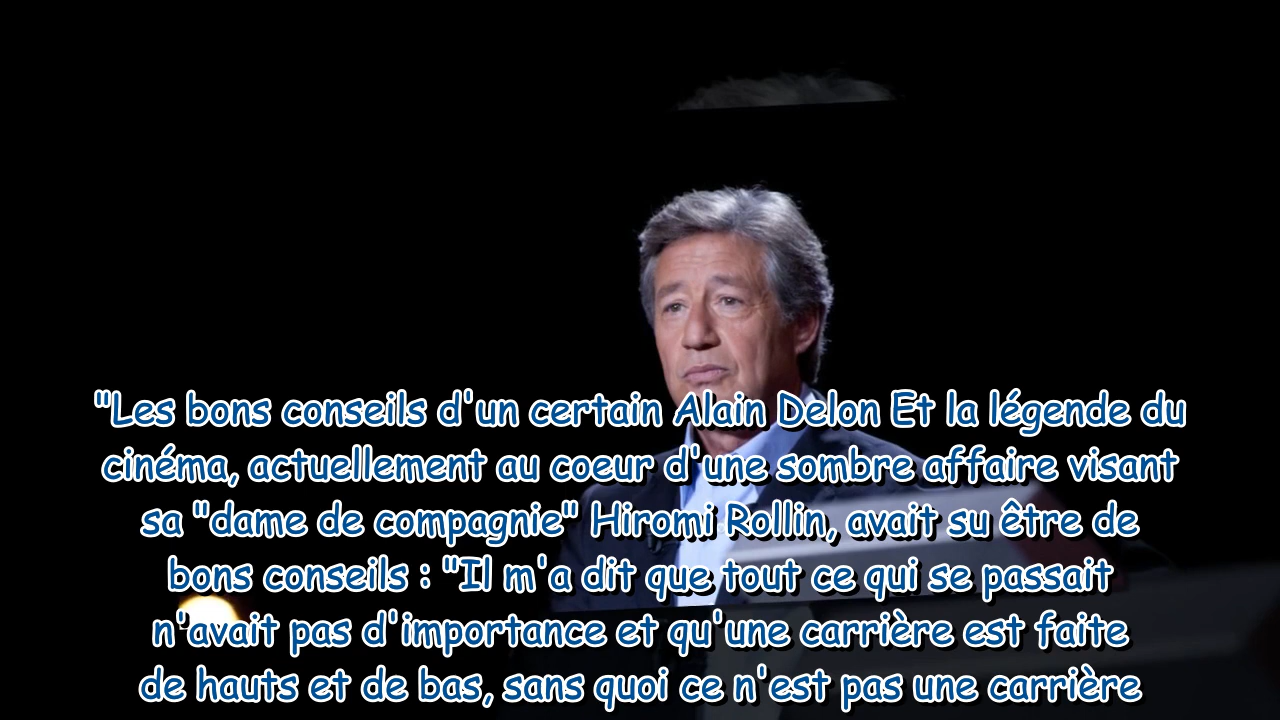 "Les bons conseils d'un certain Alain Delon Et la légende du
cinéma, actuellement au coeur d'une sombre affaire visant
sa "dame de compagnie" Hiromi Rollin, avait su être de
bons conseils : "Il m'a dit que tout ce qui se passait
n'avait pas d'importance et qu'une carrière est faite
de hauts et de bas, sans quoi ce n'est pas une carrière